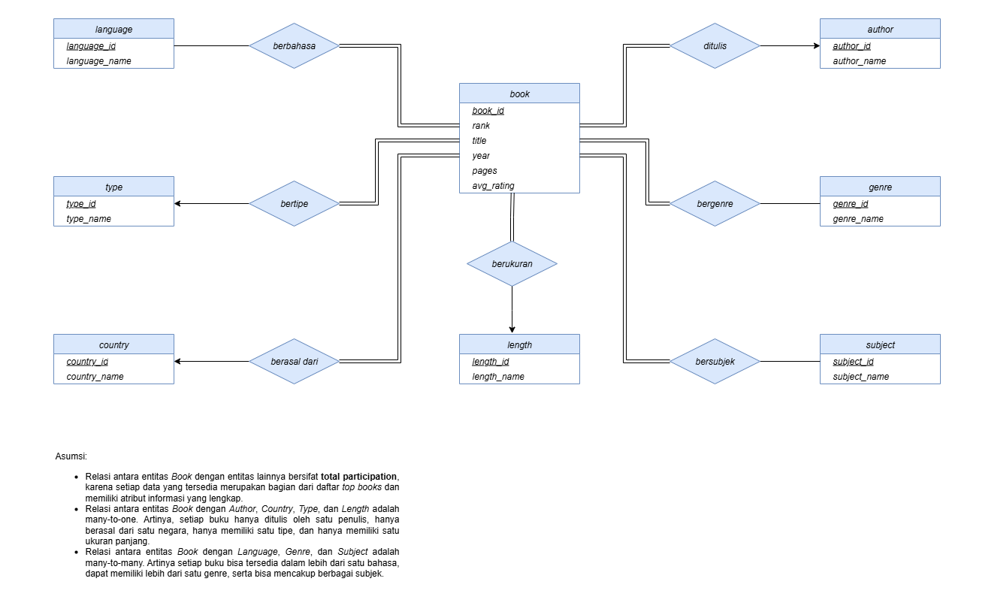 language
language_id
language_name
berbahasa
ditulis
author
author_id
author_name
book
book_id
rank
title
year
pages
avg_rating
type
type_id
type_name
bertipe
bergenre
genre
genre_id
genre_name
berukuran
country
country_id
country_name
berasal dari
length
length_id
length_name
bersubjek
subject
subject_id
subject_name
Asumsi:
• Relasi antara entitas Book dengan entitas lainnya bersifat total participation,
karena setiap data yang tersedia merupakan bagian dari daftar top books dan
memiliki atribut informasi yang lengkap.
• Relasi antara entitas Book dengan Author, Country, Type, dan Length adalah
many-to-one. Artinya, setiap buku hanya ditulis oleh satu penulis, hanya
berasal dari satu negara, hanya memiliki satu tipe, dan hanya memiliki satu
ukuran panjang.
• Relasi antara entitas Book dengan Language, Genre, dan Subject adalah
many-to-many. Artinya setiap buku bisa tersedia dalam lebih dari satu bahasa,
dapat memiliki lebih dari satu genre, serta bisa mencakup berbagai subjek.